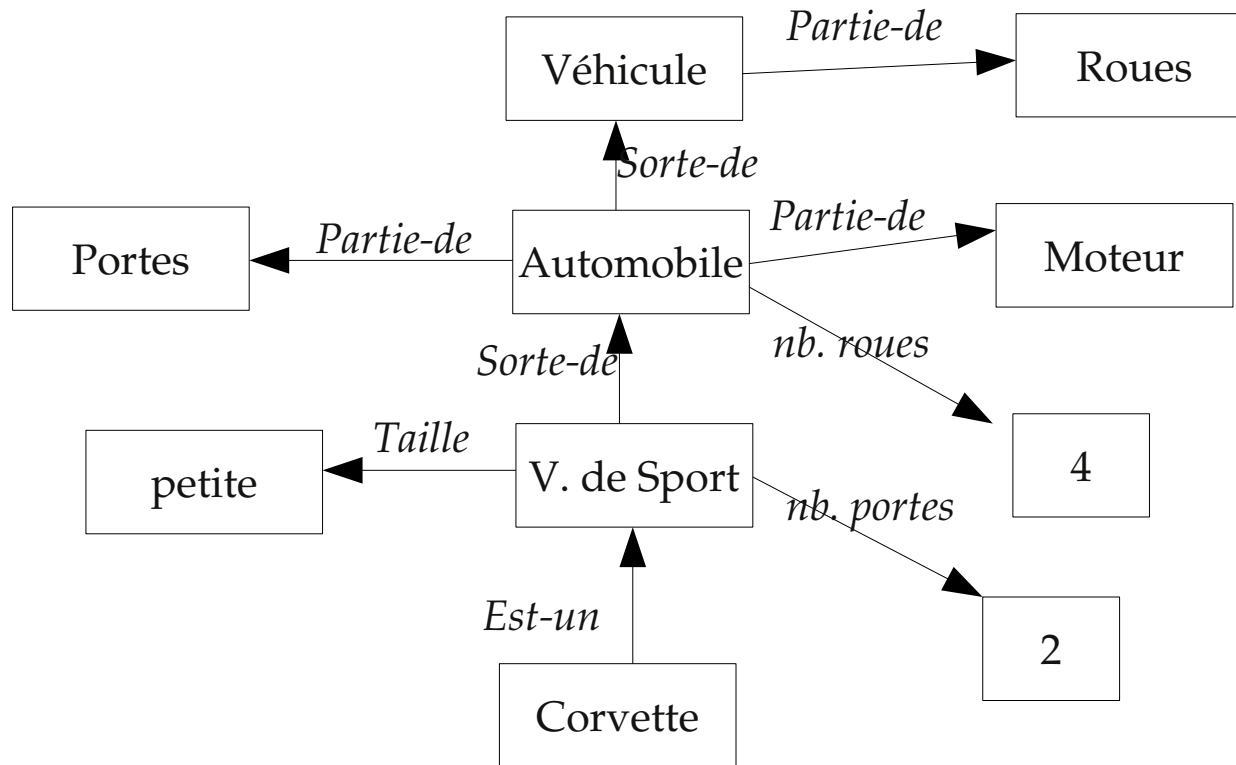 Partie-de
Véhicule
Roues
Sorte-de
Portes
Partie-de
Automobile
Partie-de
Moteur
nb. roues
Sorte-de
4
petite
Taille
V. de Sport
nb. portes
2
Est-un
Corvette